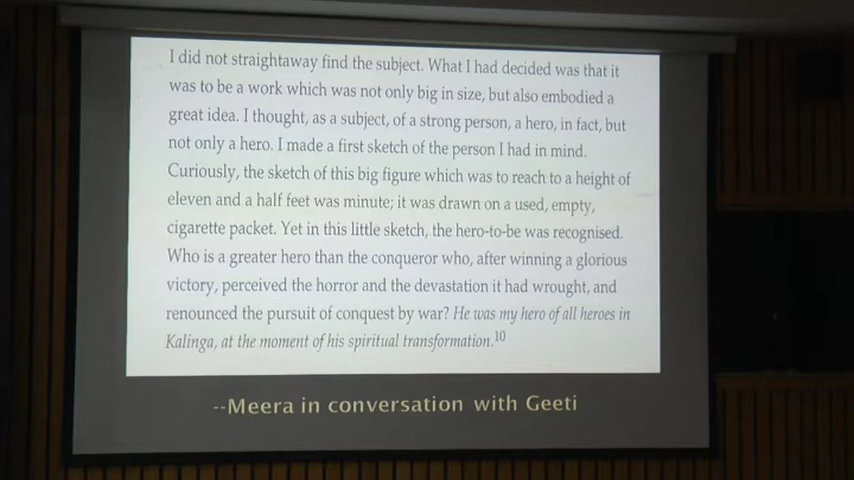 I did not straightaway find the subject. What I had decided was that it
was to be a work which was not only big in size, but also embodied a
great idea. I thought, as a subject, of a strong person, a hero, in fact, but
not only a hero. I made a first sketch of the person I had in mind.
Curiously, the sketch of this big figure which was to reach to a height of
eleven and a half feet was minute; it was drawn on a used, empty,
cigarette packet. Yet in this little sketch, the hero-to-be was recognised.
Who is a greater hero than the conqueror who, after winning a glorious
victory, perceived the horror and the devastation it had wrought, and
renounced the pursuit of conquest by war? He was my hero of all heroes in
Kalinga, at the moment of his spiritual transformation.10
--Meera in conversation with Geeti